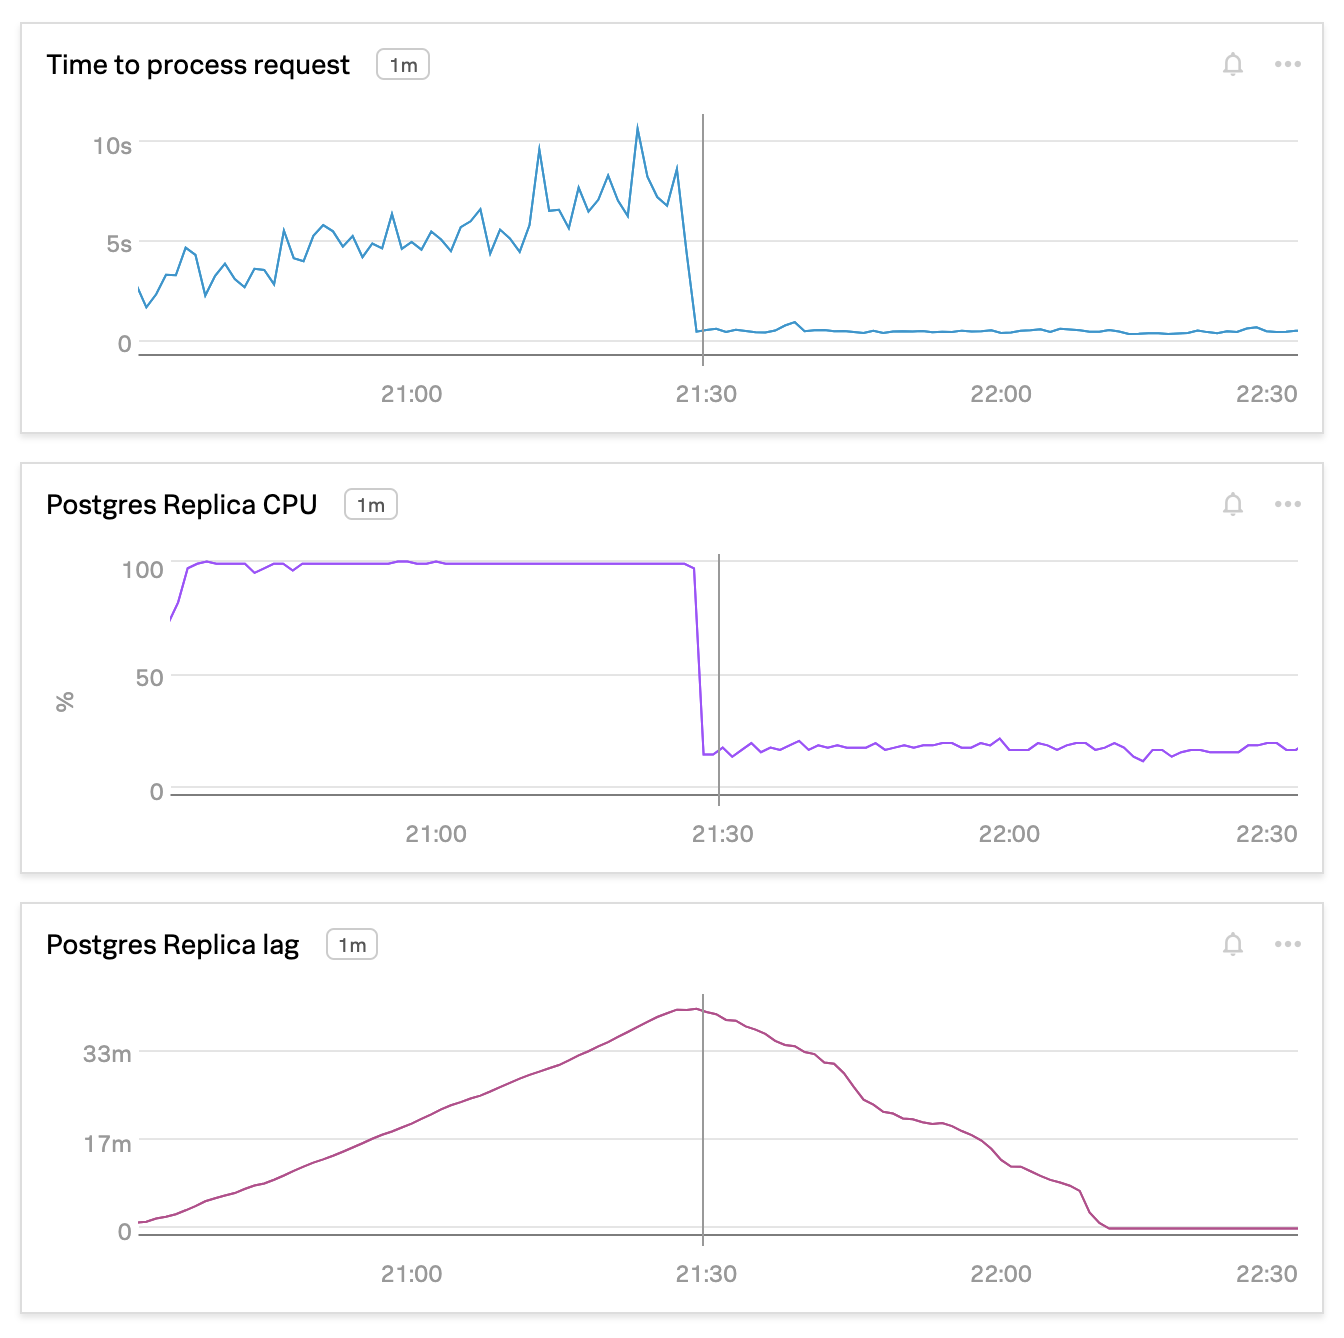 Time to process request 1m
10s
5s
0
21:00 21:30 22:00 22:30
Postgres Replica CPU 1m
100
50
%
0
21:00 21:30 22:00 22:30
Postgres Replica lag 1m
33m
17m
0
21:00 21:30 22:00 22:30